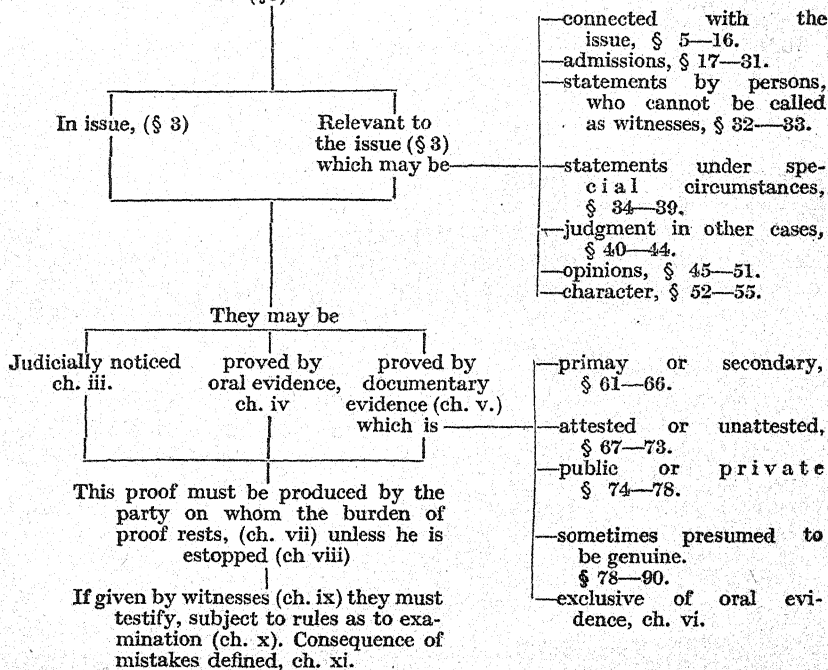 —connected with the
issue, § 5—16.
—admissions, § 17—31.
—statements by persons,
who cannot be called
as witnesses, § 32—33.
In issue, (§ 3)
Relevant to
the issue (§ 3)
which may be
—statements under spe-
cial circumstances,
§ 34—39.
—judgment in other cases,
§ 40—44.
—opinions, § 45—51.
—character, § 52—55.
They may be
Judicially noticed
ch. iii.
proved by
oral evidence,
ch. iv
proved by
documentary
evidence (ch. v.)
which is
—primay or secondary,
§ 61—66.
—attested or unattested,
§ 67—73.
—public or private
§ 74—78.
—sometimes presumed to
be genuine.
§ 78—90.
—exclusive of oral evi-
dence, ch. vi.
This proof must be produced by the
party on whom the burden of
proof rests, (ch. vii) unless he is
estopped (ch viii)
If given by witnesses (ch. ix) they must
testify, subject to rules as to exa-
mination (ch. x). Consequence of
mistakes defined, ch. xi.